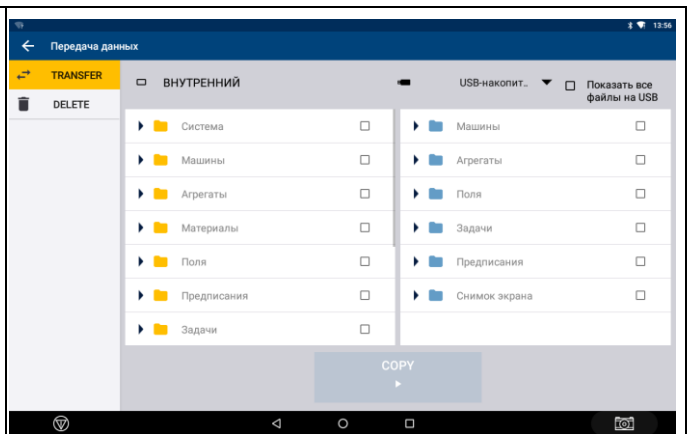 13:56
Передача данных
TRANSFER
DELETE
ВНУТРЕННИЙ
USB-накопит..
Показать все
файлы на USB
Система
Машины
Агрегаты
Материалы
Поля
Предписания
Задачи
Машины
Агрегаты
Поля
Задачи
Предписания
Снимок экрана
COPY